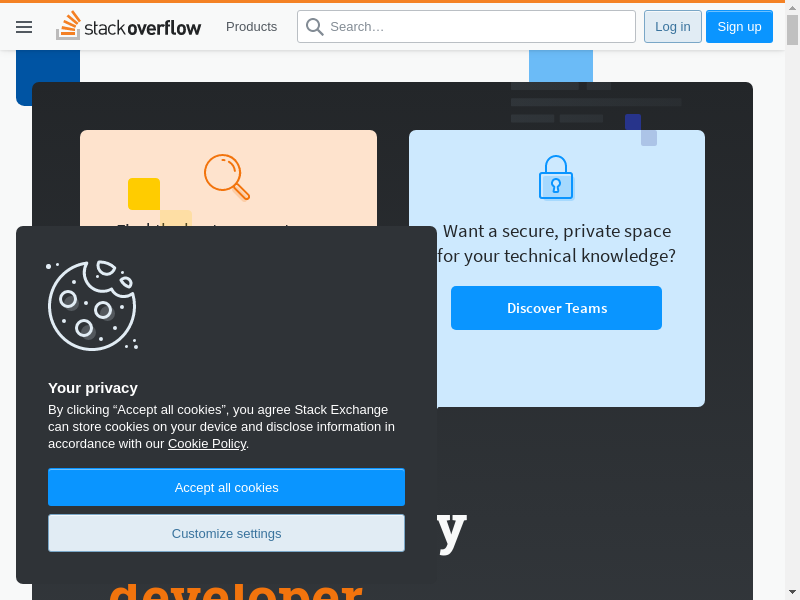 stackoverflow
Products
Search…
Log in
Sign up
Want a secure, private space
for your technical knowledge?
Discover Teams
Your privacy
By clicking “Accept all cookies”, you agree Stack Exchange
can store cookies on your device and disclose information in
accordance with our Cookie Policy.
Accept all cookies
Customize settings
y
developer